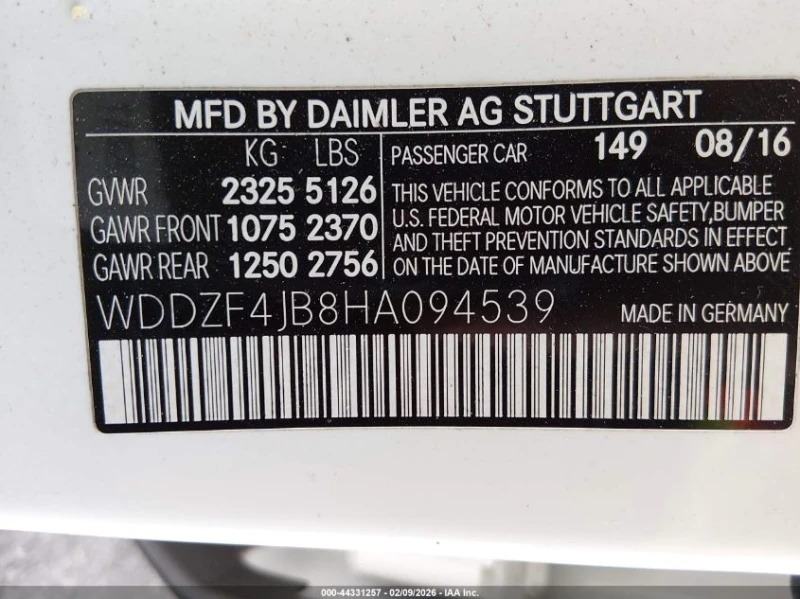 MFD BY DAIMLER AG STUTTGART
KG LBS
GVWR 2325 5126
GAWR FRONT 1075 2370
GAWR REAR 1250 2756
PASSENGER CAR 149 08/16
THIS VEHICLE CONFORMS TO ALL APPLICABLE
U.S. FEDERAL MOTOR VEHICLE SAFETY,BUMPER
AND THEFT PREVENTION STANDARDS IN EFFECT
ON THE DATE OF MANUFACTURE SHOWN ABOVE
WDDZF4JB8HA094539 MADE IN GERMANY
000-44331257 - 02/09/2026 - IAA Inc.